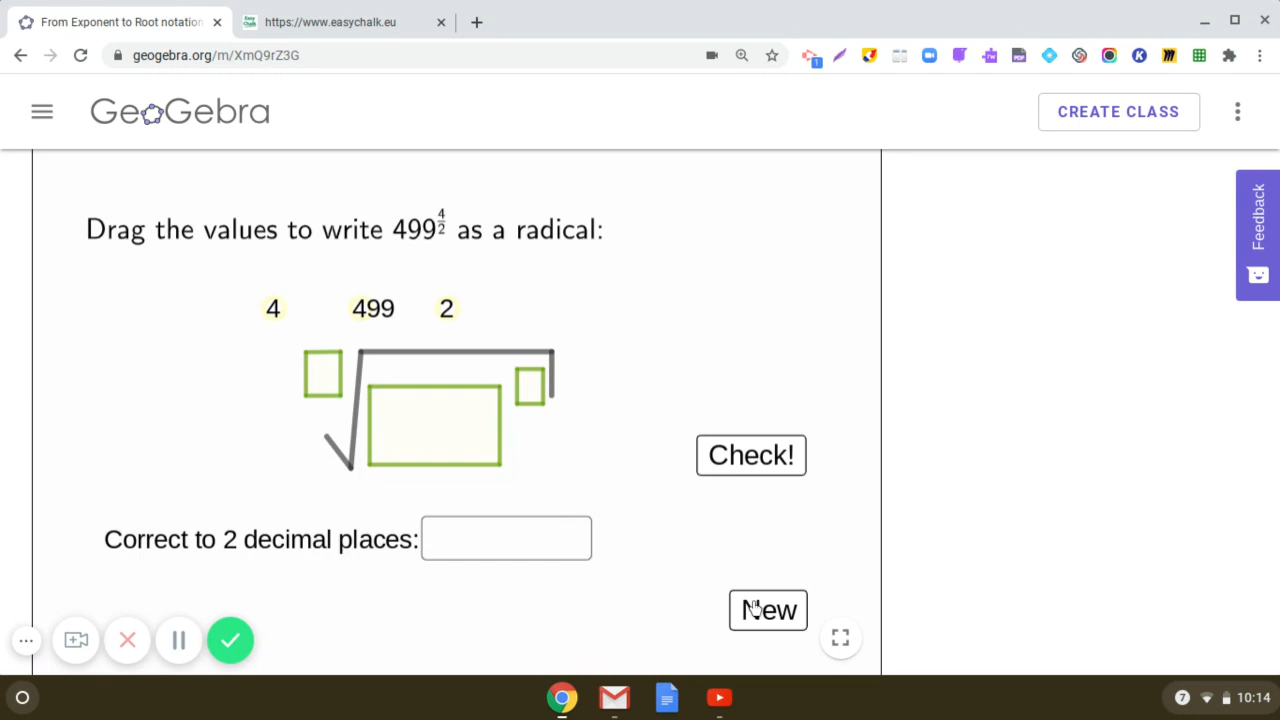 From Exponent to Root notation
https://www.easychalk.eu
geogebra.org/m/XmQ9rZ3G
GeoGebra
CREATE CLASS
Feedback
Drag the values to write 499^(4/2) as a radical:
4 499 2
Check!
Correct to 2 decimal places:
New
7 10:14